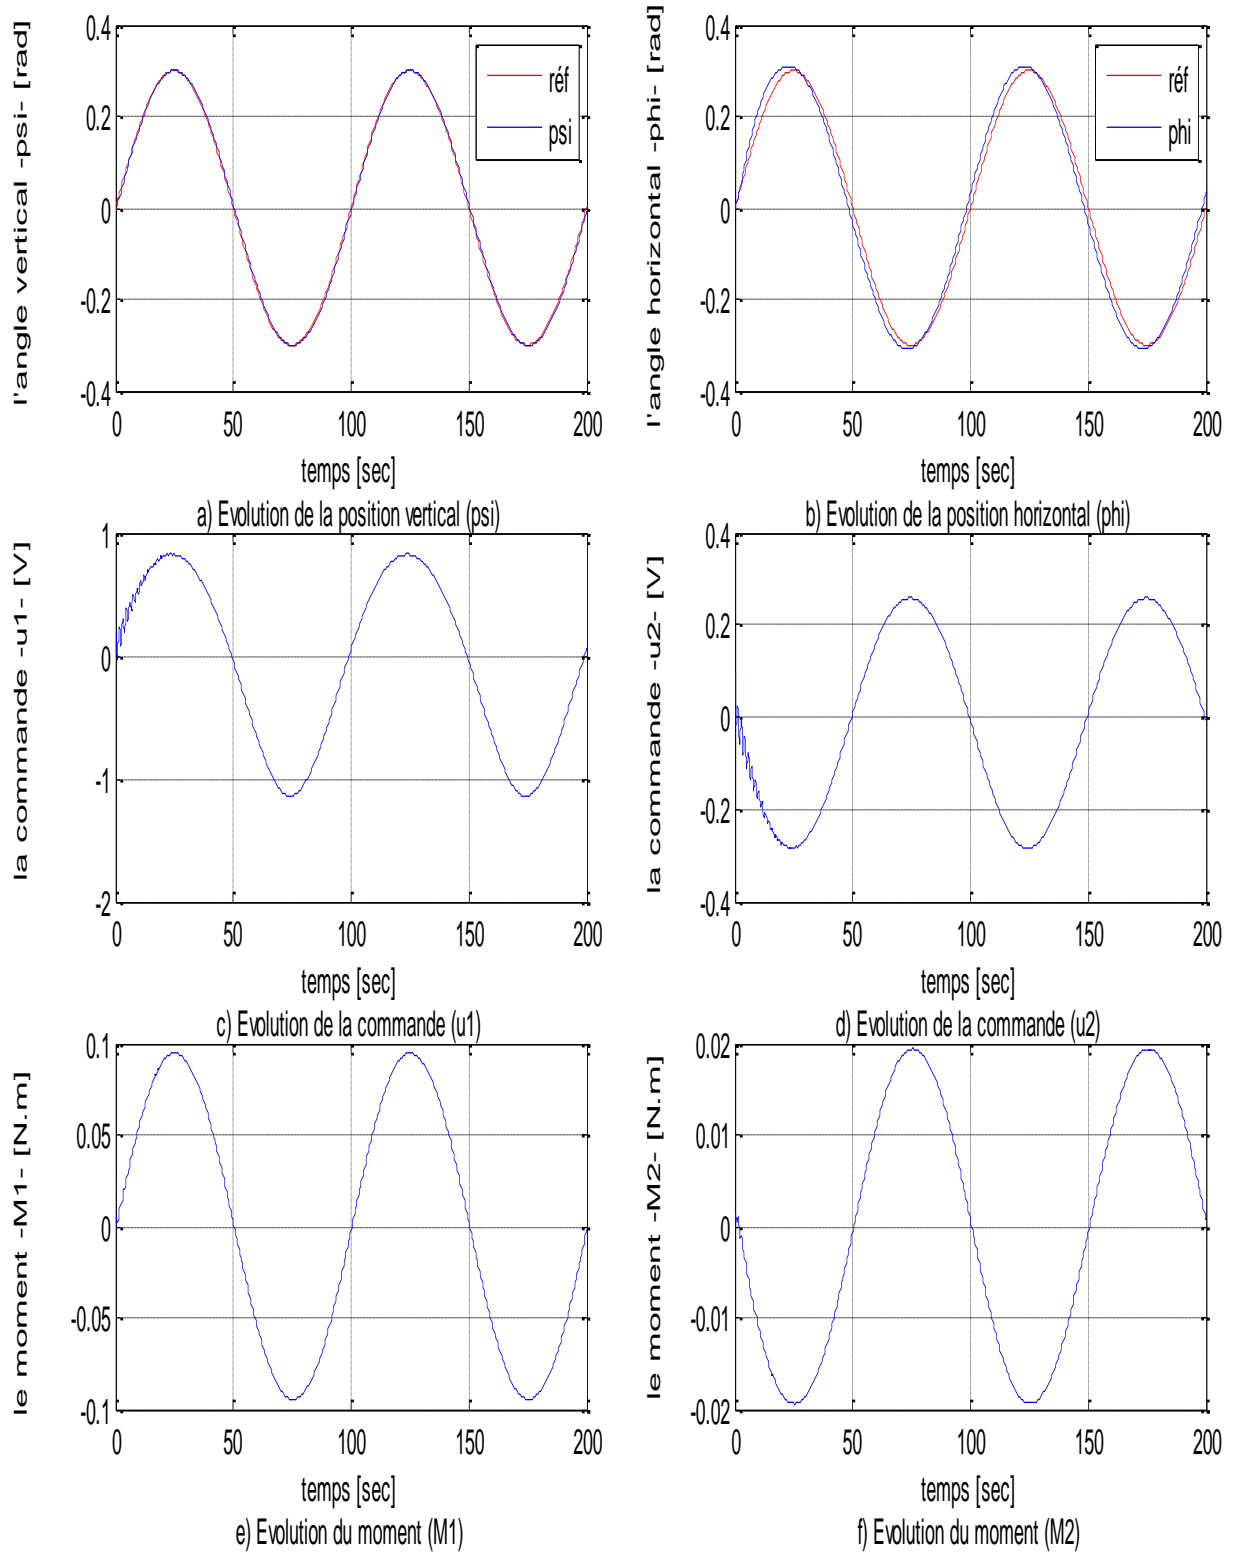 l'angle vertical -psi- [rad]
0.4
0.2
0
-0.2
-0.4
réf
psi
0
50
100
150
200
temps [sec]
a) Evolution de la position vertical (psi)
l'angle horizontal -phi- [rad]
0.4
0.2
0
-0.2
-0.4
réf
phi
0
50
100
150
200
temps [sec]
b) Evolution de la position horizontal (phi)
la commande -u1- [V]
1
0
-1
-2
0
50
100
150
200
temps [sec]
c) Evolution de la commande (u1)
la commande -u2- [V]
0.4
0.2
0
-0.2
-0.4
0
50
100
150
200
temps [sec]
d) Evolution de la commande (u2)
le moment -M1- [N.m]
0.1
0.05
0
-0.05
-0.1
0
50
100
150
200
temps [sec]
e) Evolution du moment (M1)
le moment -M2- [N.m]
0.02
0.01
0
-0.01
-0.02
0
50
100
150
200
temps [sec]
f) Evolution du moment (M2)